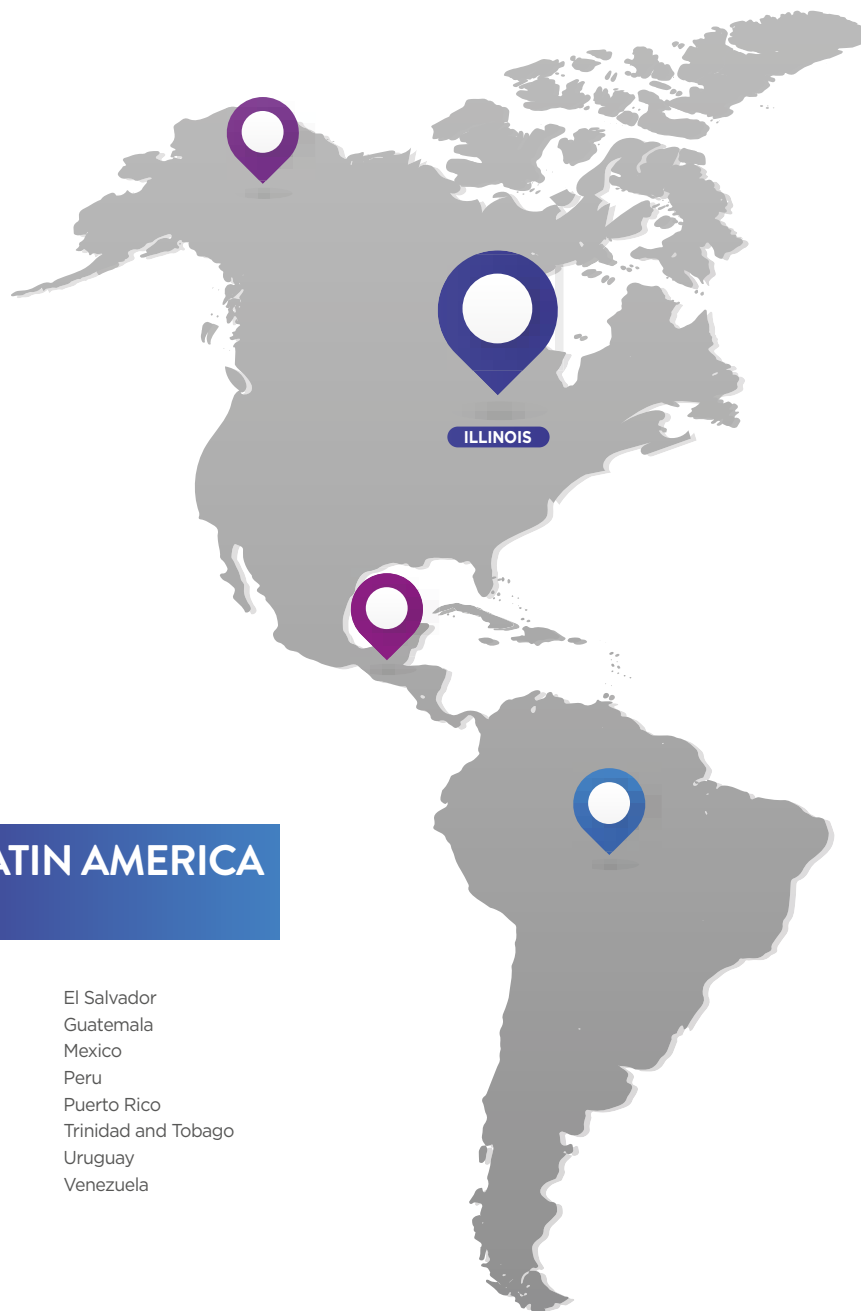 ILLINOIS
ATIN AMERICA
El Salvador
Guatemala
Mexico
Peru
Puerto Rico
Trinidad and Tobago
Uruguay
Venezuela